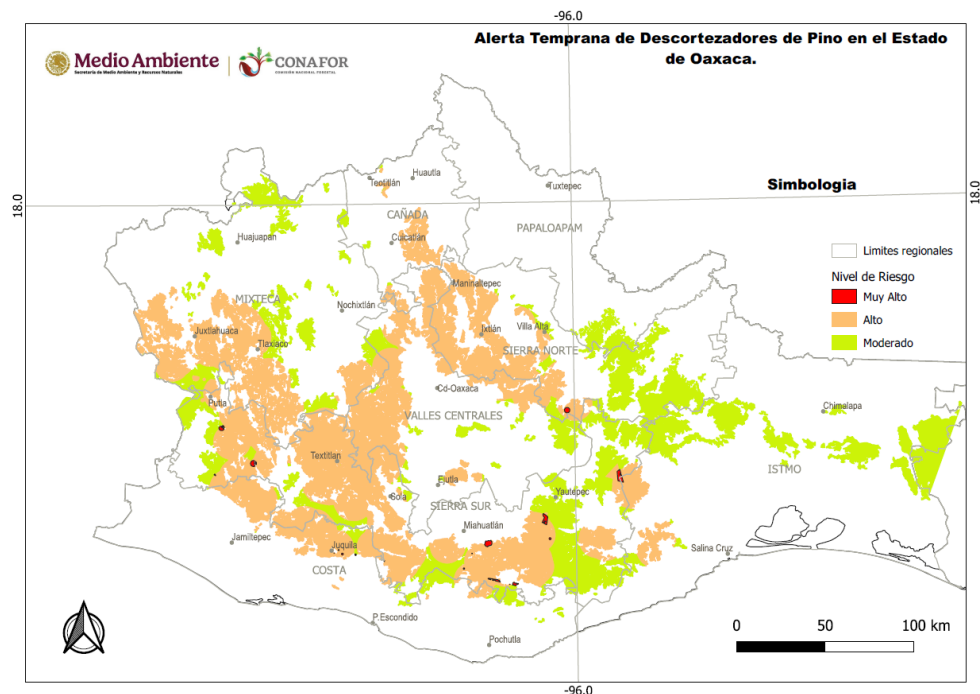 -96.0
Alerta Temprana de Descortezadores de Pino en el Estado
de Oaxaca.
Medio Ambiente
Secretaría de Medio Ambiente y Recursos Naturales
CONAFOR
COMISIÓN NACIONAL FORESTAL
18.0
18.0
Simbologia
Limites regionales
Nivel de Riesgo
Muy Alto
Alto
Moderado
Teotitlán
Huautla
Tuxtepec
CAÑADA
PAPALOAPAM
Huajuapan
Cuicatlán
Maninaltepec
MIXTECA
Nochixtlán
Juxtlahuaca
Tlaxiaco
Ixtlán
Villa Alta
SIERRA NORTE
Cd-Oaxaca
Putla
VALLES CENTRALES
Chimalapa
Textitlan
ISTMO
Ejutla
Sola
Yautepec
SIERRA SUR
Miahuatlán
Jamiltepec
Juquila
Salina Cruz
COSTA
P.Escondido
Pochutla
0 50 100 km
-96.0